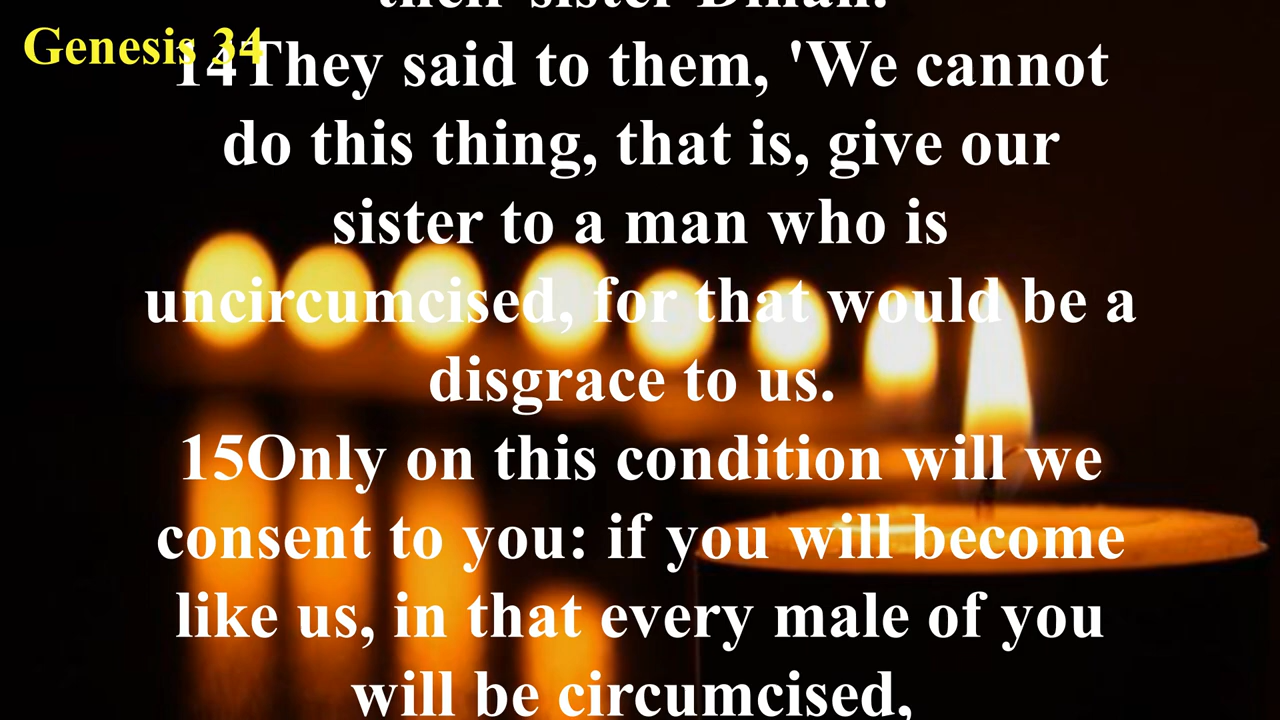 their sister Dinah.
Genesis 34
14They said to them, 'We cannot
do this thing, that is, give our
sister to a man who is
uncircumcised, for that would be a
disgrace to us.
15Only on this condition will we
consent to you: if you will become
like us, in that every male of you
will be circumcised,